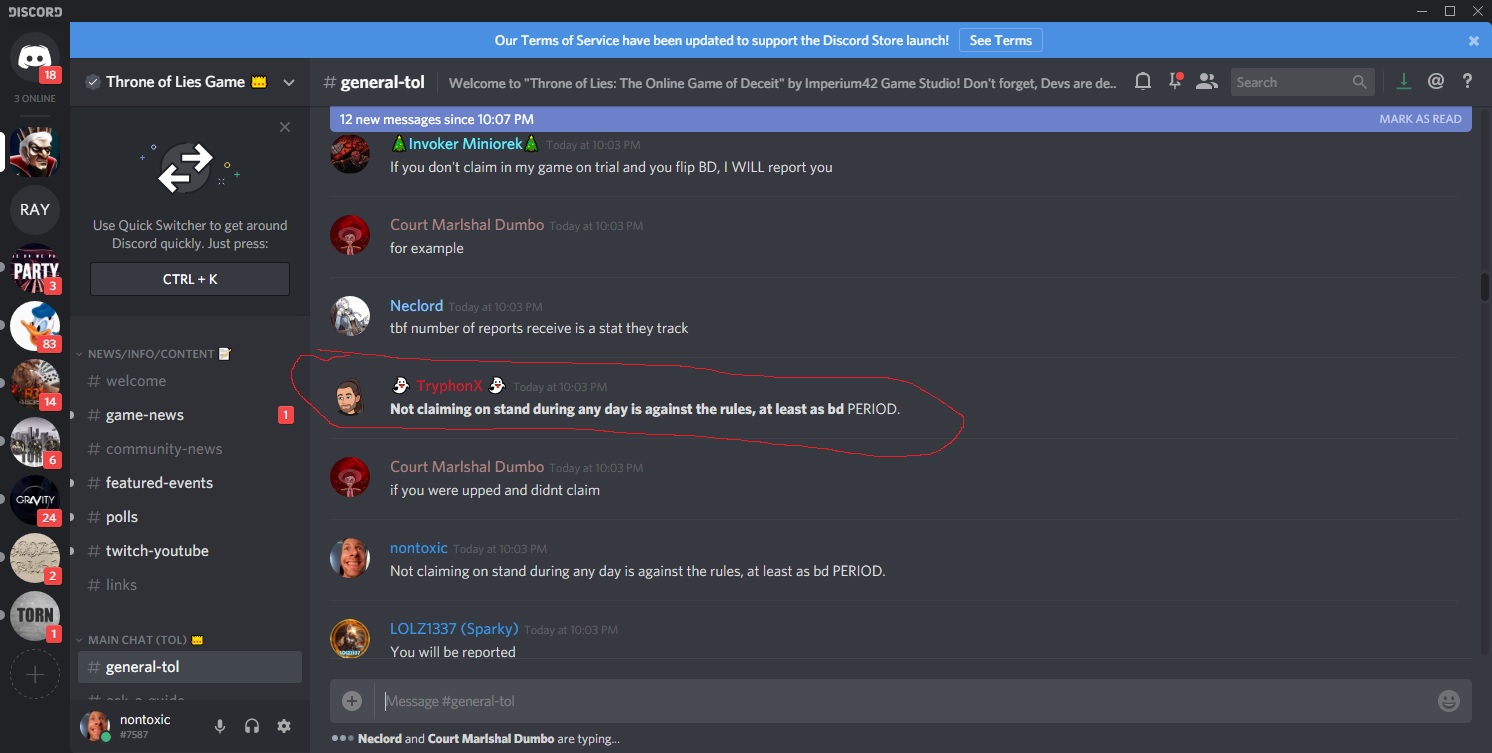 DISCORD
Our Terms of Service have been updated to support the Discord Store launch! See Terms
18
3 ONLINE
RAY
PARTY
3
83
14
TORN
6
GRAVITY
24
2
TORN
1
Throne of Lies Game
Use Quick Switcher to get around
Discord quickly. Just press:
CTRL + K
NEWS/INFO/CONTENT
# welcome
# game-news 1
# community-news
# featured-events
# polls
# twitch-youtube
# links
MAIN CHAT (TOL)
# general-tol
# ask-a-guide
nontoxic
#7587
# general-tol Welcome to "Throne of Lies: The Online Game of Deceit" by Imperium42 Game Studio! Don't forget, Devs are de..
Search
@ ?
12 new messages since 10:07 PM MARK AS READ
🎄Invoker Miniorek🎄 Today at 10:03 PM
If you don't claim in my game on trial and you flip BD, I WILL report you
Court Marlshal Dumbo Today at 10:03 PM
for example
Neclord Today at 10:03 PM
tbf number of reports receive is a stat they track
👻 TryphonX 👻 Today at 10:03 PM
Not claiming on stand during any day is against the rules, at least as bd PERIOD.
Court Marlshal Dumbo Today at 10:03 PM
if you were upped and didnt claim
nontoxic Today at 10:03 PM
Not claiming on stand during any day is against the rules, at least as bd PERIOD.
LOLZ1337 (Sparky) Today at 10:03 PM
You will be reported
Message #general-tol
Neclord and Court Marlshal Dumbo are typing...